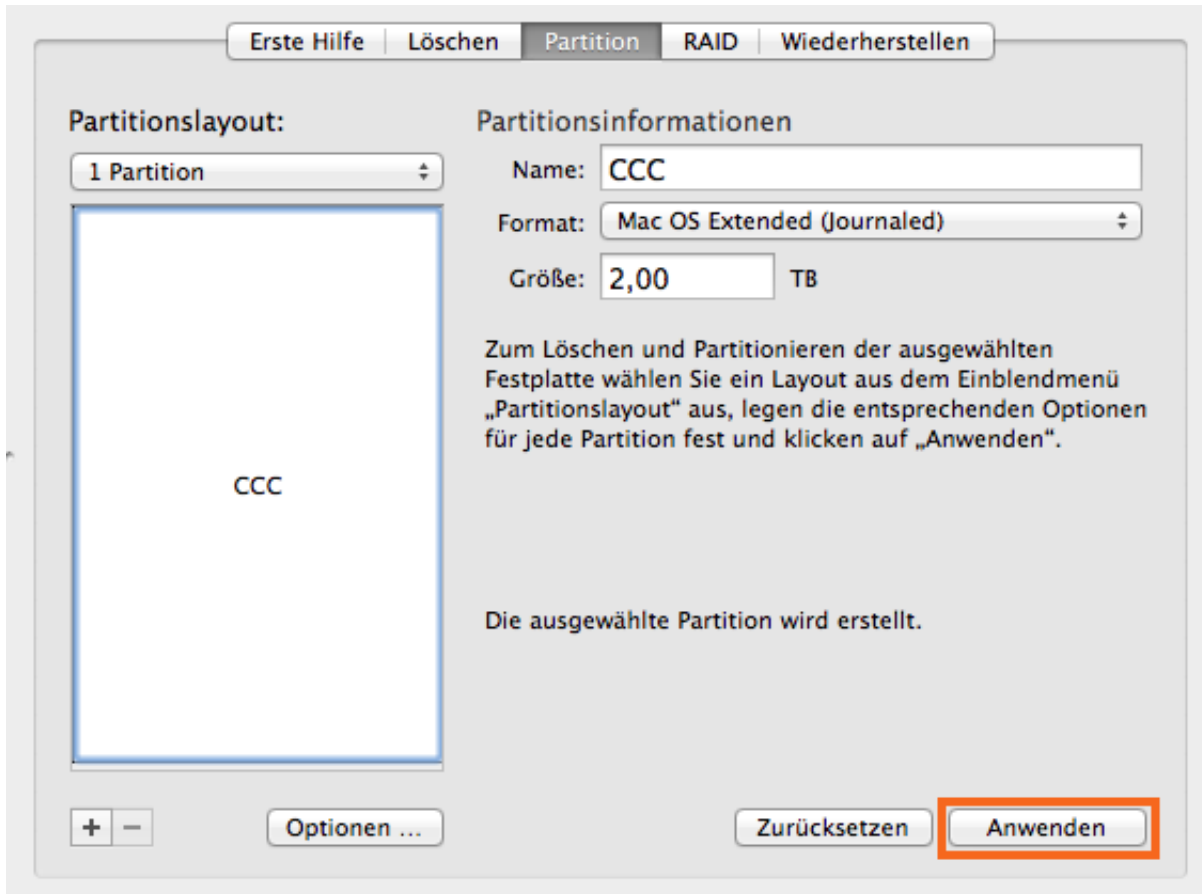 Erste Hilfe Löschen Partition RAID Wiederherstellen
Partitionslayout:
1 Partition
CCC
+ −
Optionen ...
Partitionsinformationen
Name: CCC
Format: Mac OS Extended (Journaled)
Größe: 2,00 TB
Zum Löschen und Partitionieren der ausgewählten
Festplatte wählen Sie ein Layout aus dem Einblendmenü
„Partitionslayout“ aus, legen die entsprechenden Optionen
für jede Partition fest und klicken auf „Anwenden“.
Die ausgewählte Partition wird erstellt.
Zurücksetzen Anwenden